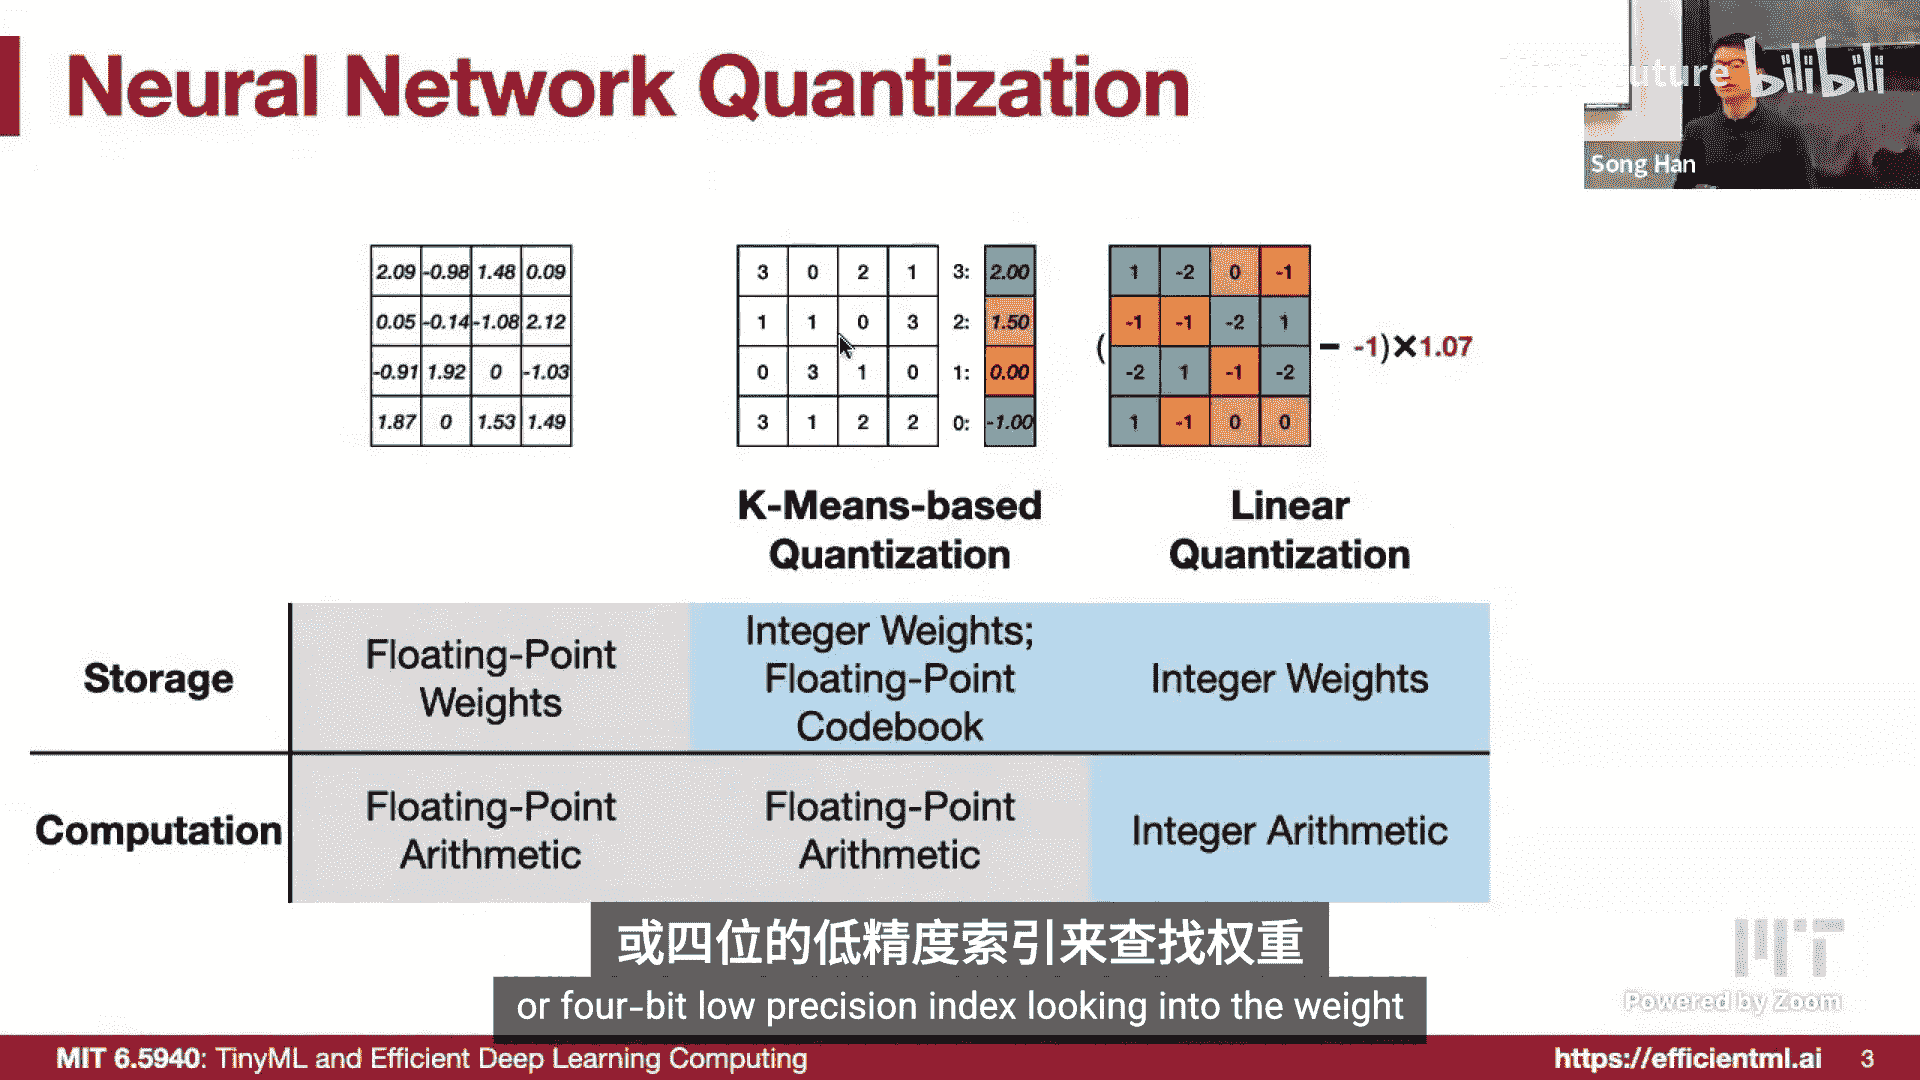 Neural Network Quantization
uture bilibili
Song Han
2.09 -0.98 1.48 0.09
0.05 -0.14 -1.08 2.12
-0.91 1.92 0 -1.03
1.87 0 1.53 1.49
3 0 2 1 3: 2.00
1 1 0 3 2: 1.50
0 3 1 0 1: 0.00
3 1 2 2 0: -1.00
1 -2 0 -1
-1 -1 -2 1
( − -1)×1.07
-2 1 -1 -2
1 -1 0 0
K-Means-based
Quantization
Linear
Quantization
Storage
Floating-Point
Weights
Integer Weights;
Floating-Point
Codebook
Integer Weights
Computation
Floating-Point
Arithmetic
Floating-Point
Arithmetic
Integer Arithmetic
或四位的低精度索引来查找权重
or four-bit low precision index looking into the weight
MIT
Powered by Zoom
MIT 6.5940: TinyML and Efficient Deep Learning Computing
https://efficientml.ai
3